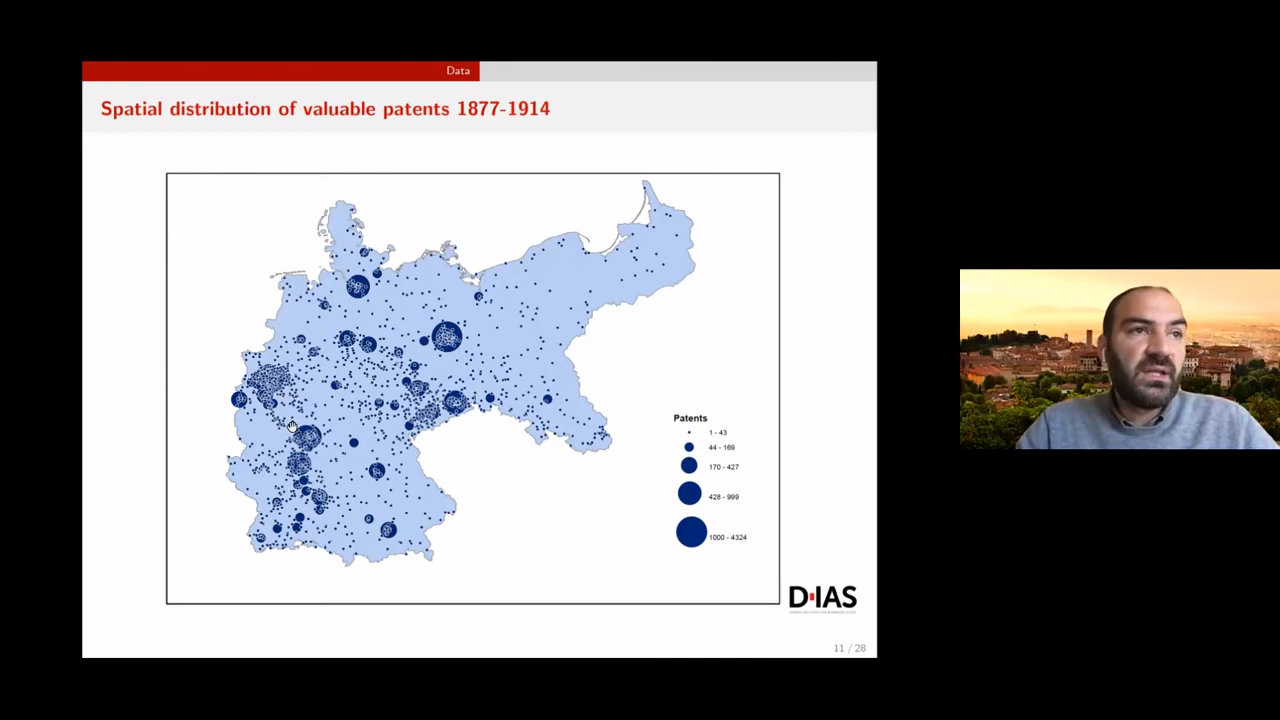 Data
Spatial distribution of valuable patents 1877-1914
Patents
1 - 43
44 - 169
170 - 427
428 - 999
1000 - 4324
D-IAS
11 / 28